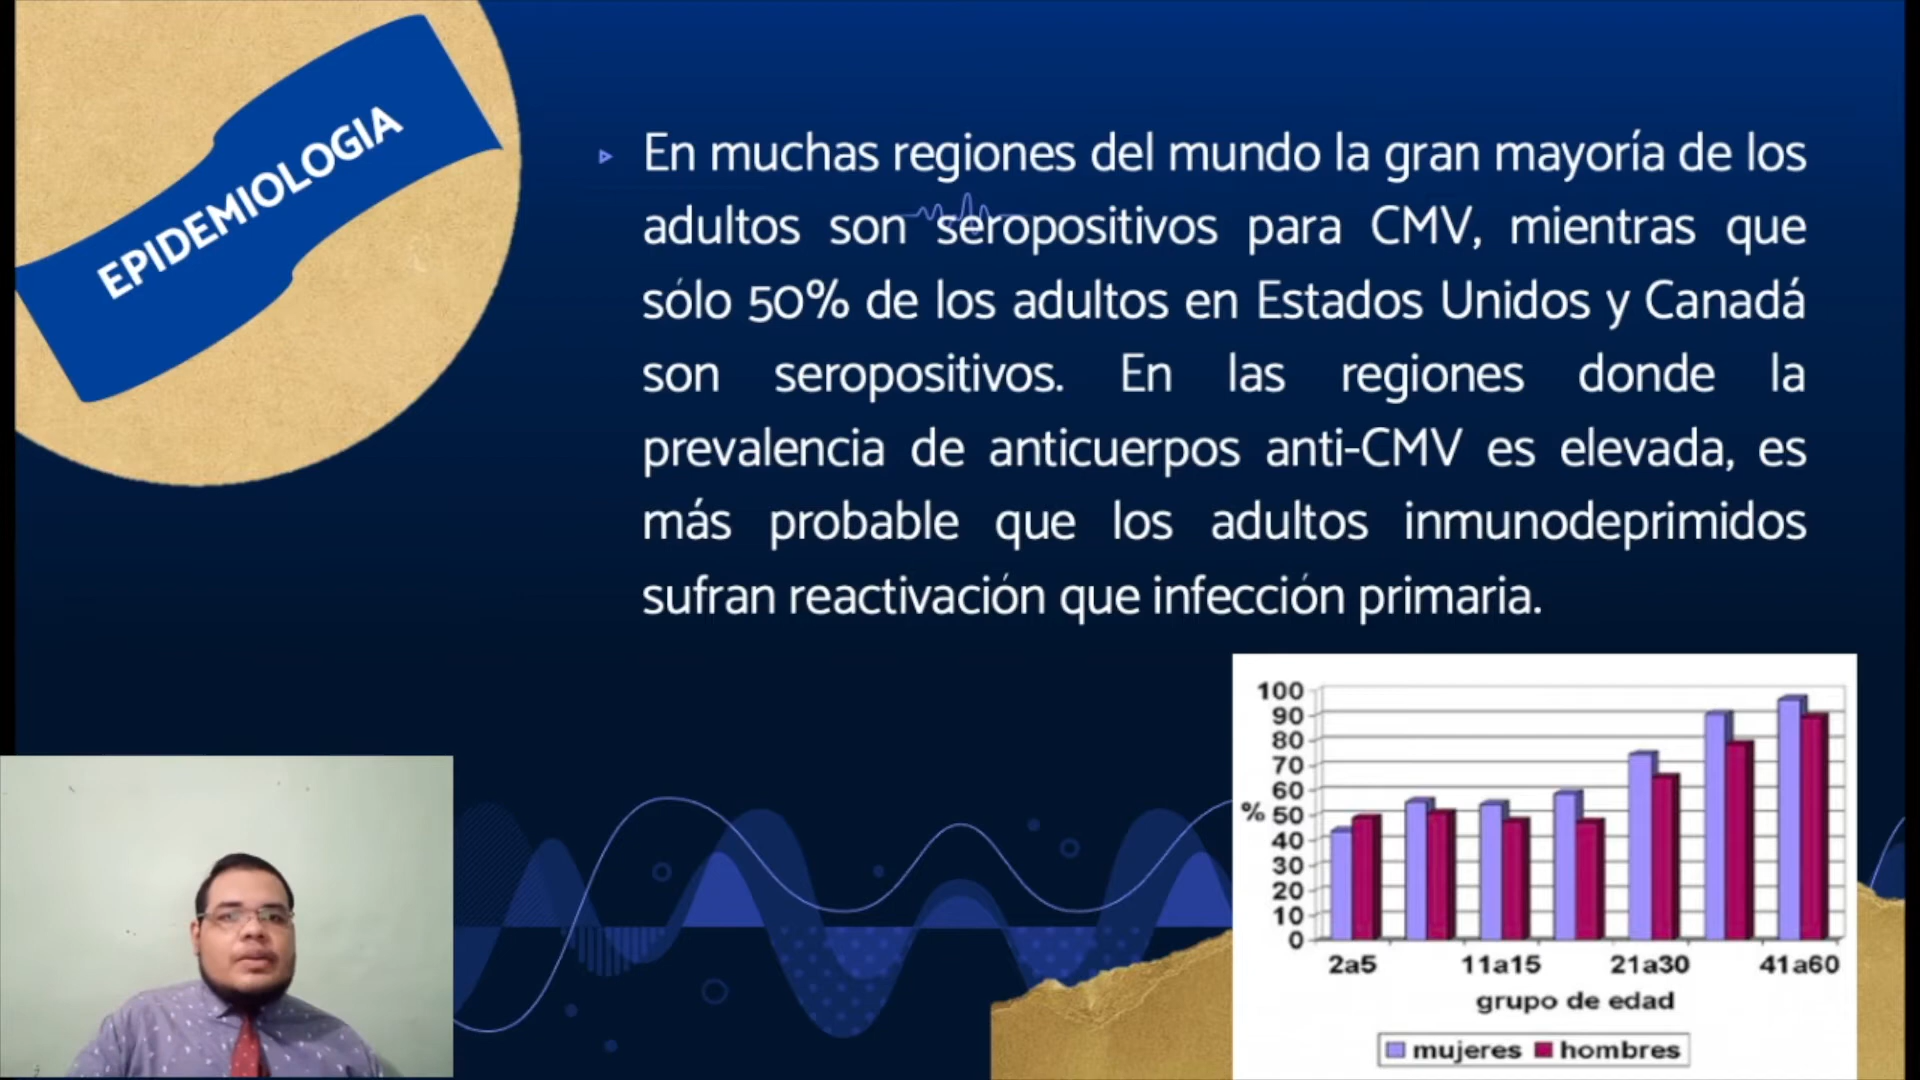 EPIDEMIOLOGIA
En muchas regiones del mundo la gran mayoría de los
adultos son seropositivos para CMV, mientras que
sólo 50% de los adultos en Estados Unidos y Canadá
son seropositivos. En las regiones donde la
prevalencia de anticuerpos anti-CMV es elevada, es
más probable que los adultos inmunodeprimidos
sufran reactivación que infección primaria.
100
90
80
70
60
50
40
30
20
10
0
%
2a5 11a15 21a30 41a60
grupo de edad
mujeres hombres